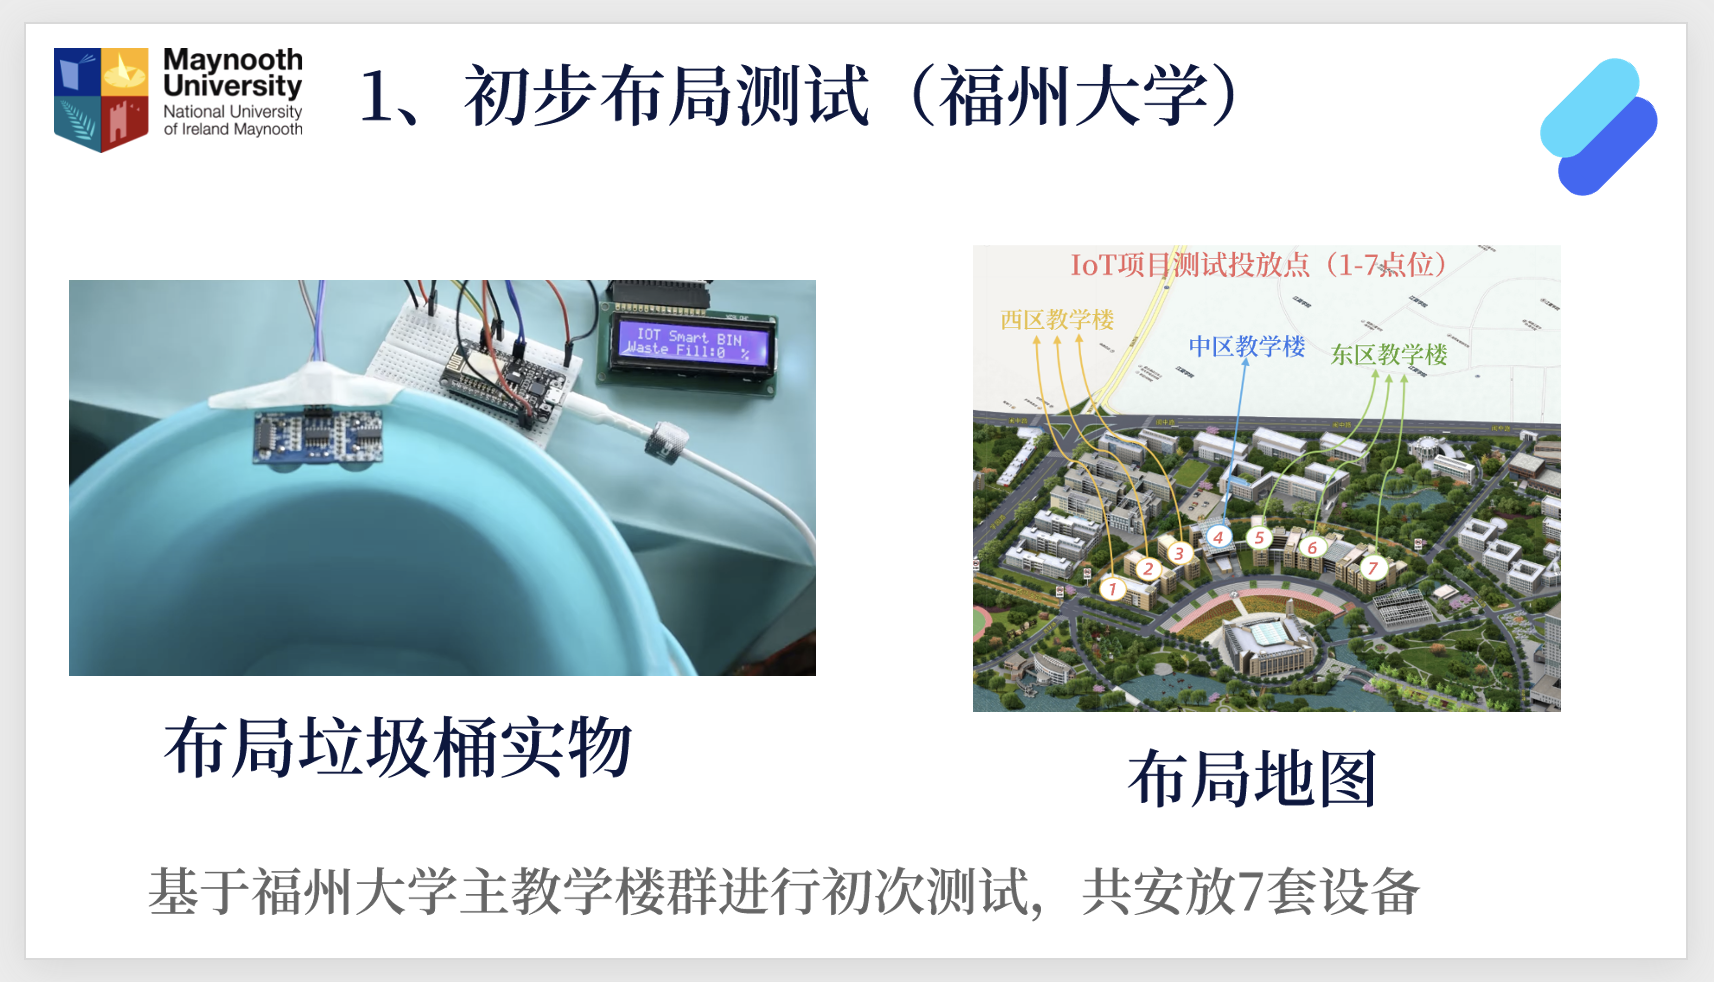 Maynooth
University
National University
of Ireland Maynooth
1、初步布局测试（福州大学）
IOT Smart BIN
Waste Fill:0 %
IoT项目测试投放点（1-7点位）
西区教学楼
中区教学楼
东区教学楼
1
2
3
4
5
6
7
布局垃圾桶实物
布局地图
基于福州大学主教学楼群进行初次测试，共安放7套设备